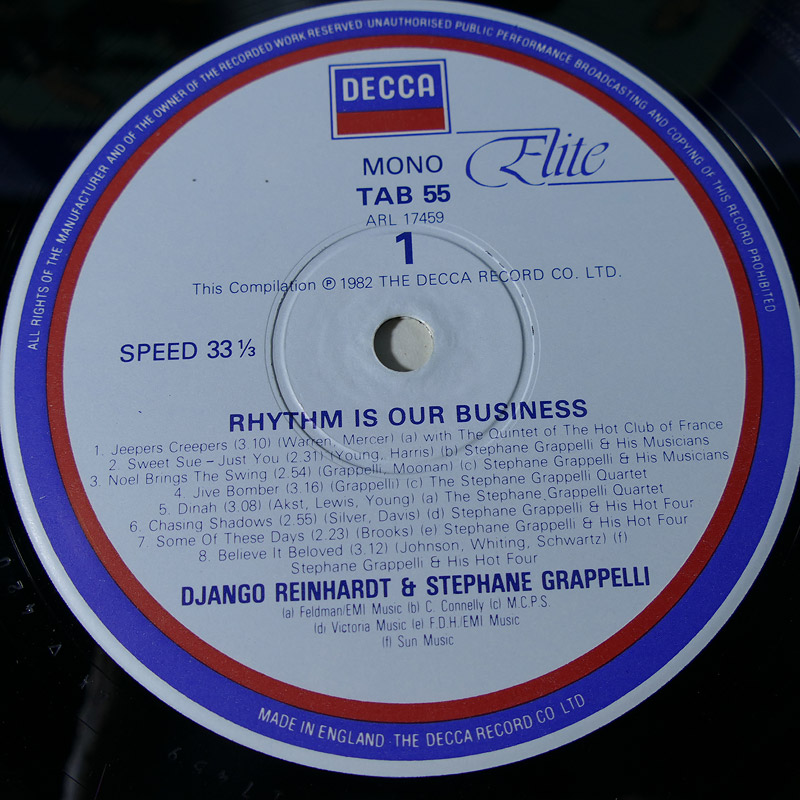 ALL RIGHTS OF THE MANUFACTURER AND OF THE OWNER OF THE RECORDED WORK RESERVED UNAUTHORISED PUBLIC PERFORMANCE BROADCASTING AND COPYING OF THIS RECORD PROHIBITED
DECCA
Elite
MONO
TAB 55
ARL 17459
1
This Compilation ℗ 1982 THE DECCA RECORD CO. LTD.
SPEED 33 ⅓
RHYTHM IS OUR BUSINESS
1. Jeepers Creepers (3.10) (Warren, Mercer) (a) with The Quintet of The Hot Club of France
2. Sweet Sue – Just You (2.31) (Young, Harris) (b) Stephane Grappelli & His Musicians
3. Noel Brings The Swing (2.54) (Grappelli, Moonan) (c) Stephane Grappelli & His Musicians
4. Jive Bomber (3.16) (Grappelli) (c) The Stephane Grappelli Quartet
5. Dinah (3.08) (Akst, Lewis, Young) (a) The Stephane Grappelli Quartet
6. Chasing Shadows (2.55) (Silver, Davis) (d) Stephane Grappelli & His Hot Four
7. Some Of These Days (2.23) (Brooks) (e) Stephane Grappelli & His Hot Four
8. Believe It Beloved (3.12) (Johnson, Whiting, Schwartz) (f)
Stephane Grappelli & His Hot Four
DJANGO REINHARDT & STEPHANE GRAPPELLI
(a) Feldman/EMI Music (b) C. Connelly (c) M.C.P.S.
(d) Victoria Music (e) F.D.H./EMI Music
(f) Sun Music
MADE IN ENGLAND · THE DECCA RECORD CO LTD